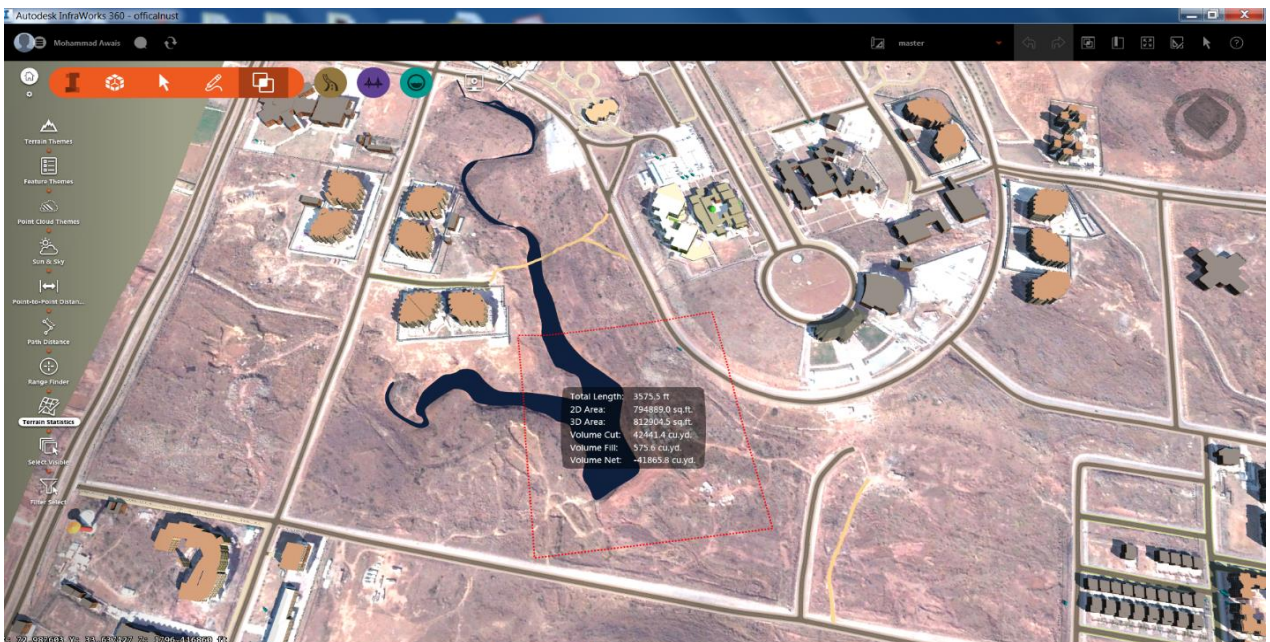 Autodesk InfraWorks 360 - officalnust
Mohammad Awais
master
Terrain Themes
Feature Themes
Point Cloud Themes
Sun & Sky
Point-to-Point Distan...
Path Distance
Range Finder
Terrain Statistics
Select Visible
Filter Select
Total Length: 3575.5 ft
2D Area: 794889.0 sq.ft.
3D Area: 812904.5 sq.ft.
Volume Cut: 42441.4 cu.yd.
Volume Fill: 575.6 cu.yd.
Volume Net: -41865.8 cu.yd.